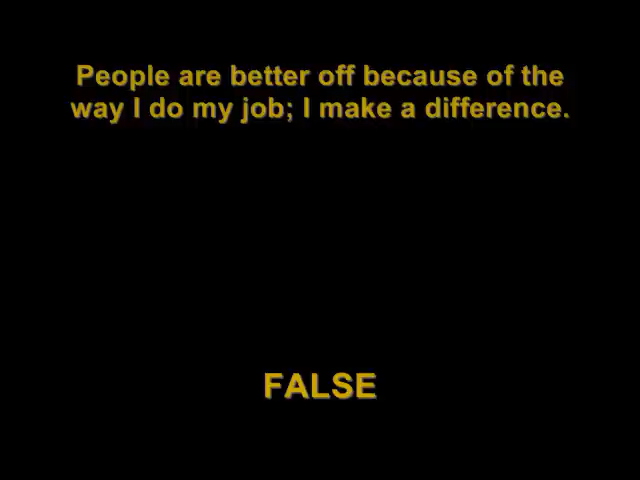 People are better off because of the
way I do my job; I make a difference.
FALSE